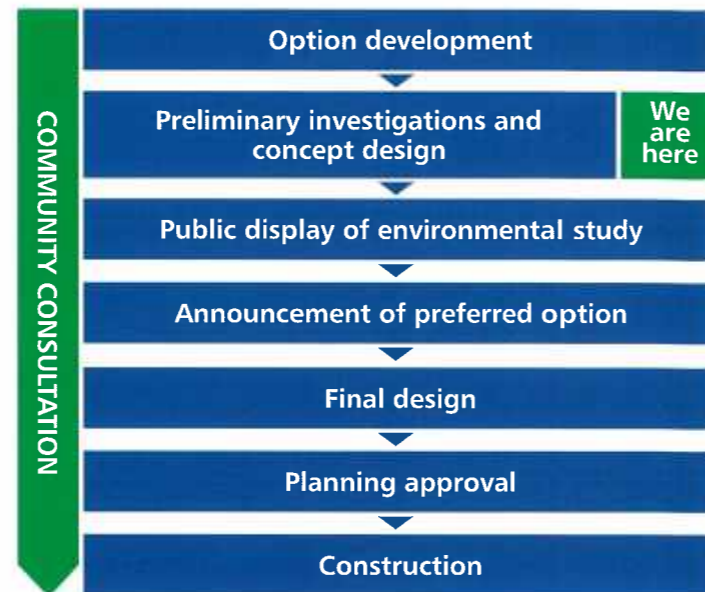 COMMUNITY CONSULTATION
Option development
Preliminary investigations and
concept design
We
are
here
Public display of environmental study
Announcement of preferred option
Final design
Planning approval
Construction